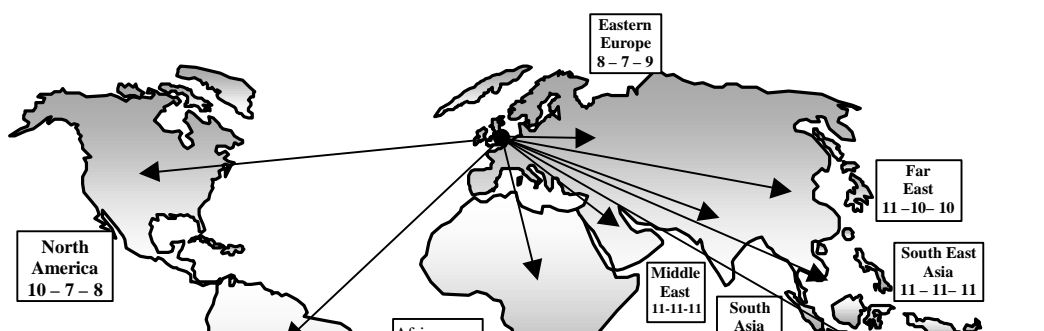 Eastern
Europe
8 – 7 – 9
Far
East
11 –10– 10
North
America
10 – 7 – 8
South East
Asia
11 – 11– 11
Middle
East
11-11-11
South
Asia